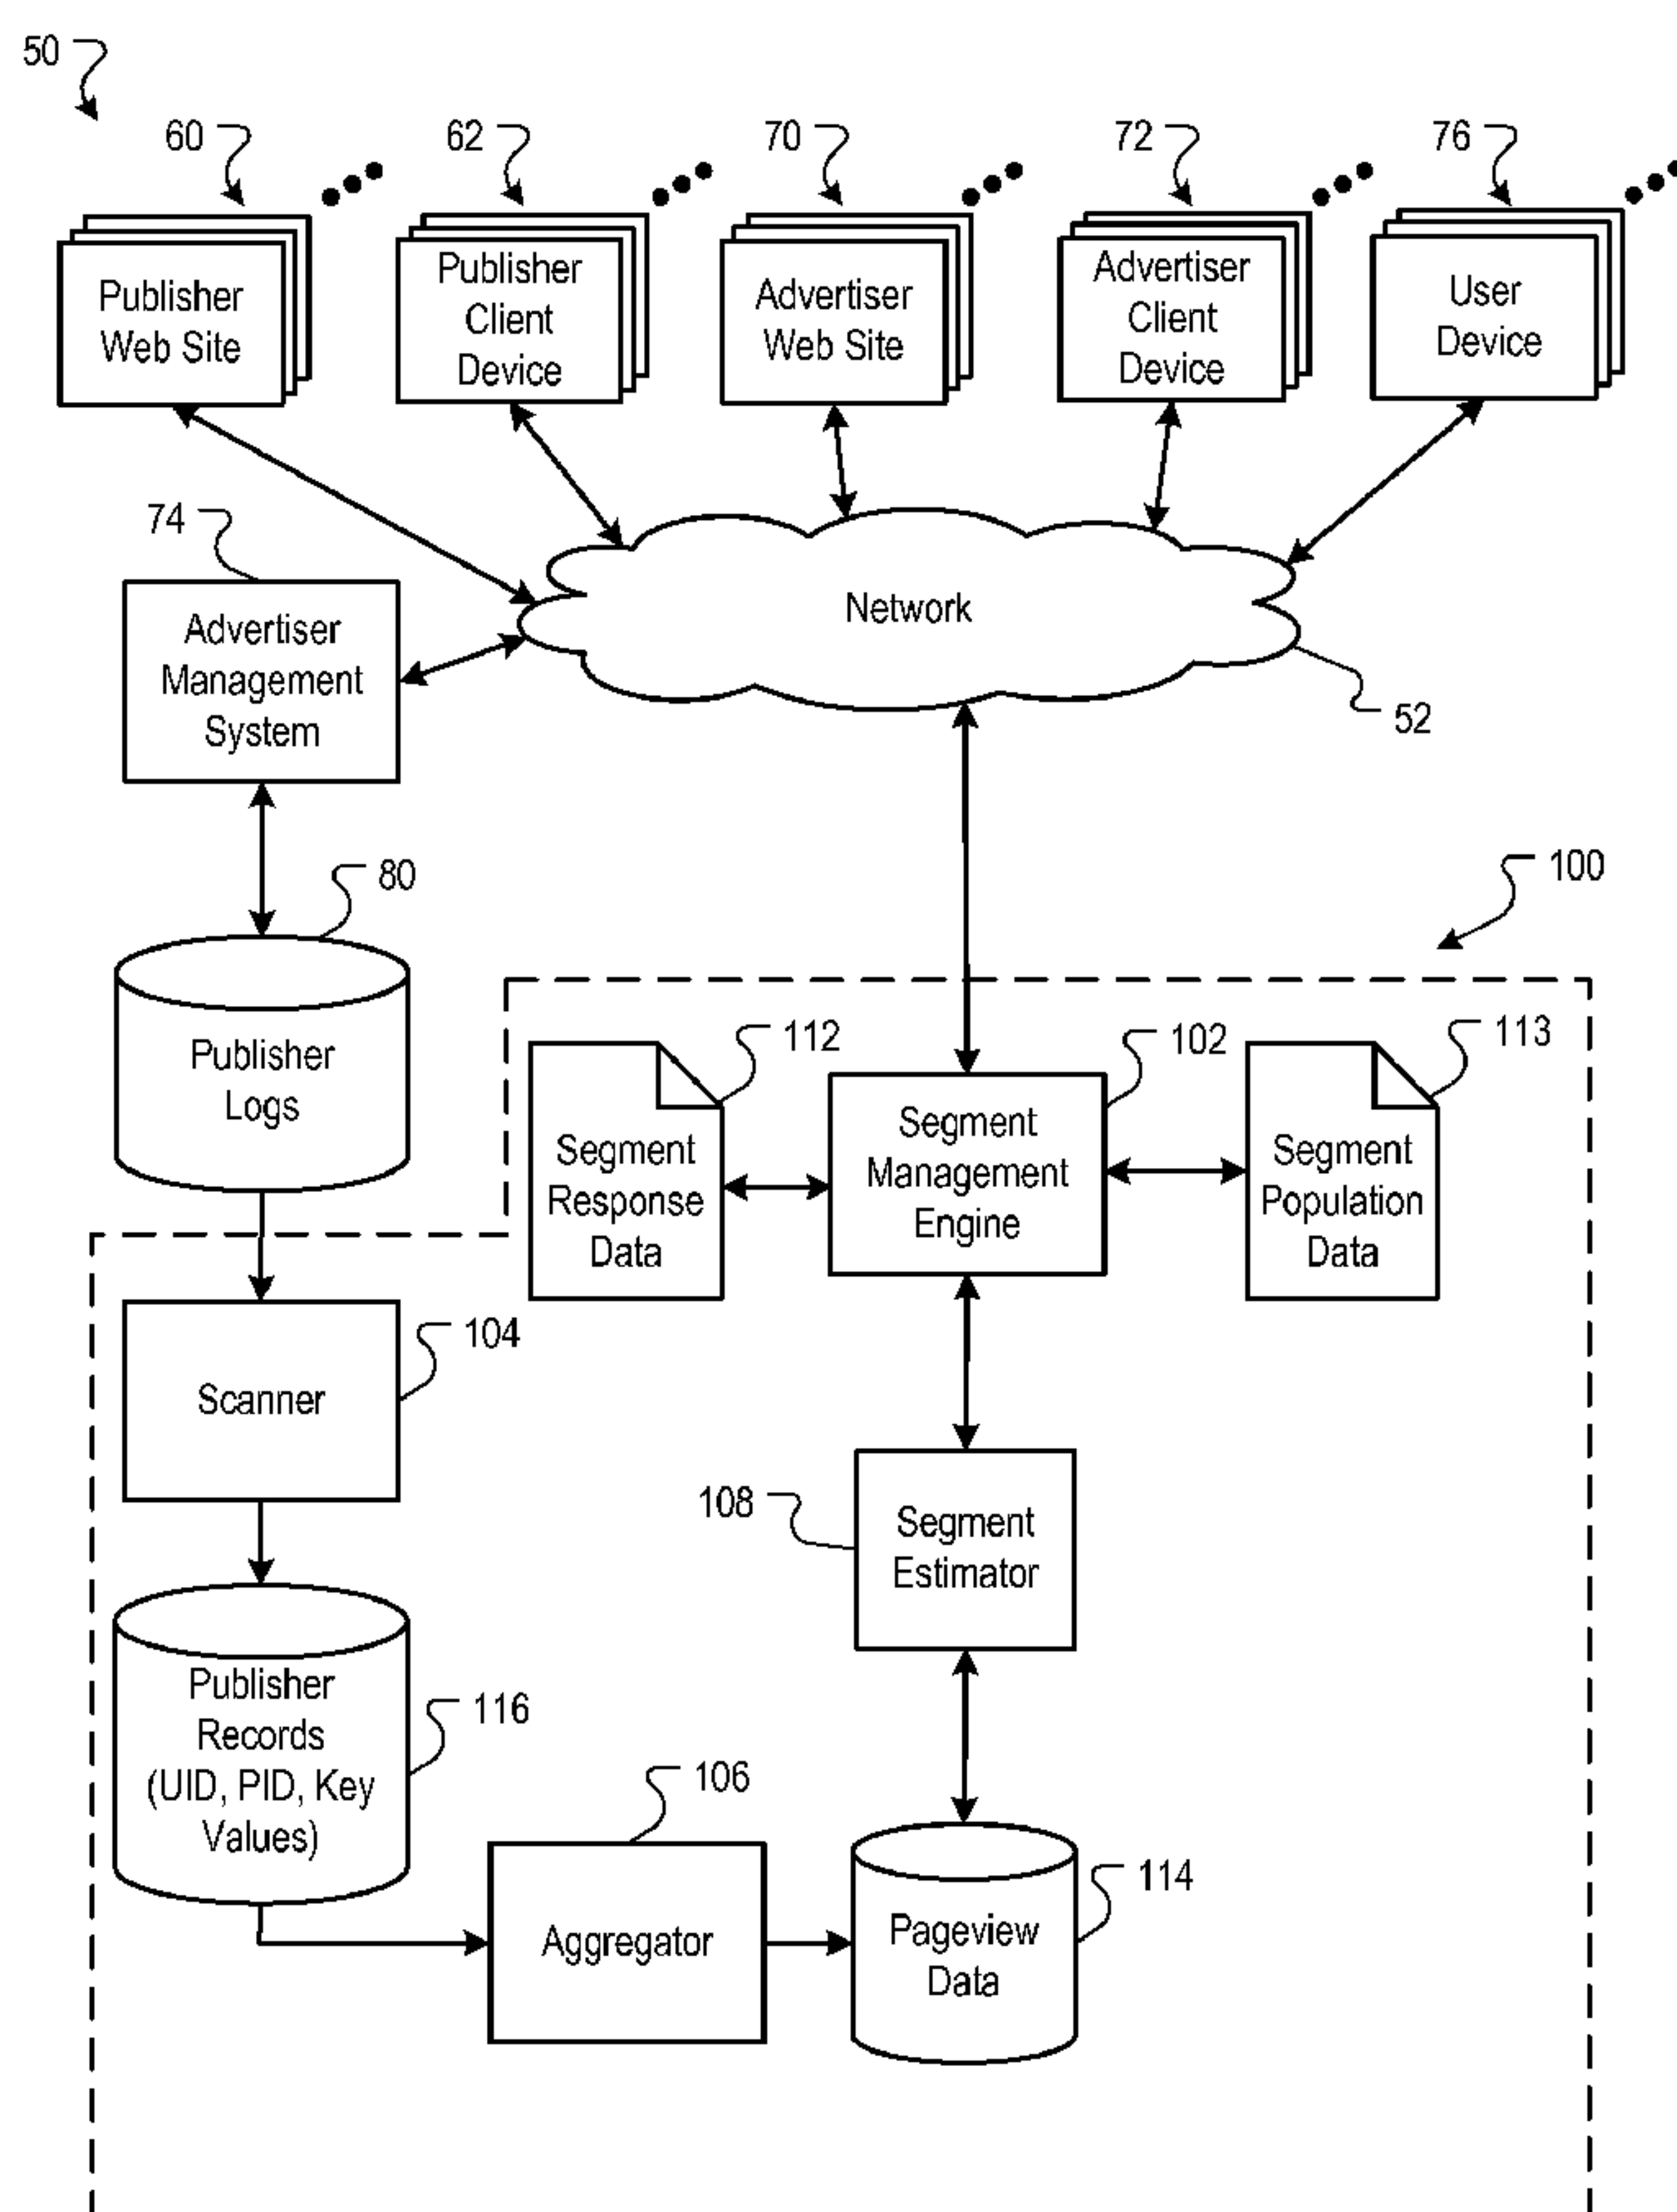 50
60
62
70
72
76
Publisher
Web Site
Publisher
Client
Device
Advertiser
Web Site
Advertiser
Client
Device
User
Device
74
Advertiser
Management
System
Network
52
80
100
Publisher
Logs
112
Segment
Response
Data
102
Segment
Management
Engine
113
Segment
Population
Data
104
Scanner
108
Segment
Estimator
Publisher
Records
(UID, PID, Key
Values)
116
106
Aggregator
114
Pageview
Data